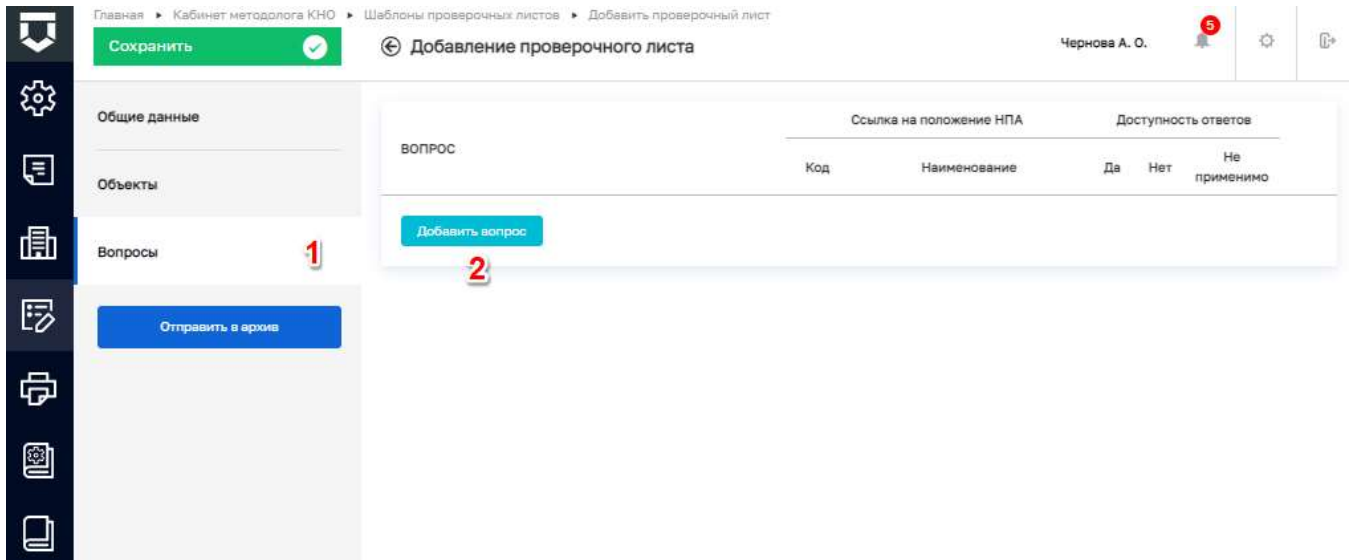 Главная ▸ Кабинет методолога КНО ▸ Шаблоны проверочных листов ▸ Добавить проверочный лист
Сохранить
Добавление проверочного листа
Чернова А. О.
5
Общие данные
Объекты
Вопросы
1
Отправить в архив
ВОПРОС
Ссылка на положение НПА
Доступность ответов
Код
Наименование
Да
Нет
Не
применимо
Добавить вопрос
2